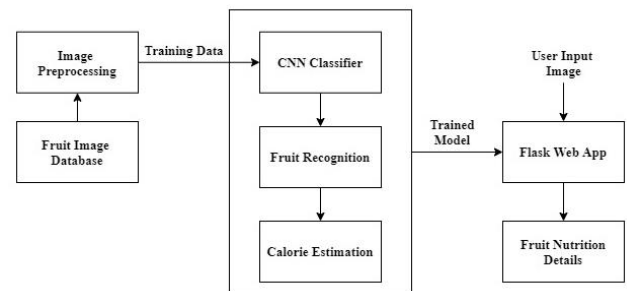 Image
Preprocessing
Training Data
CNN Classifier
User Input
Image
Fruit Image
Database
Fruit Recognition
Trained
Model
Flask Web App
Calorie Estimation
Fruit Nutrition
Details